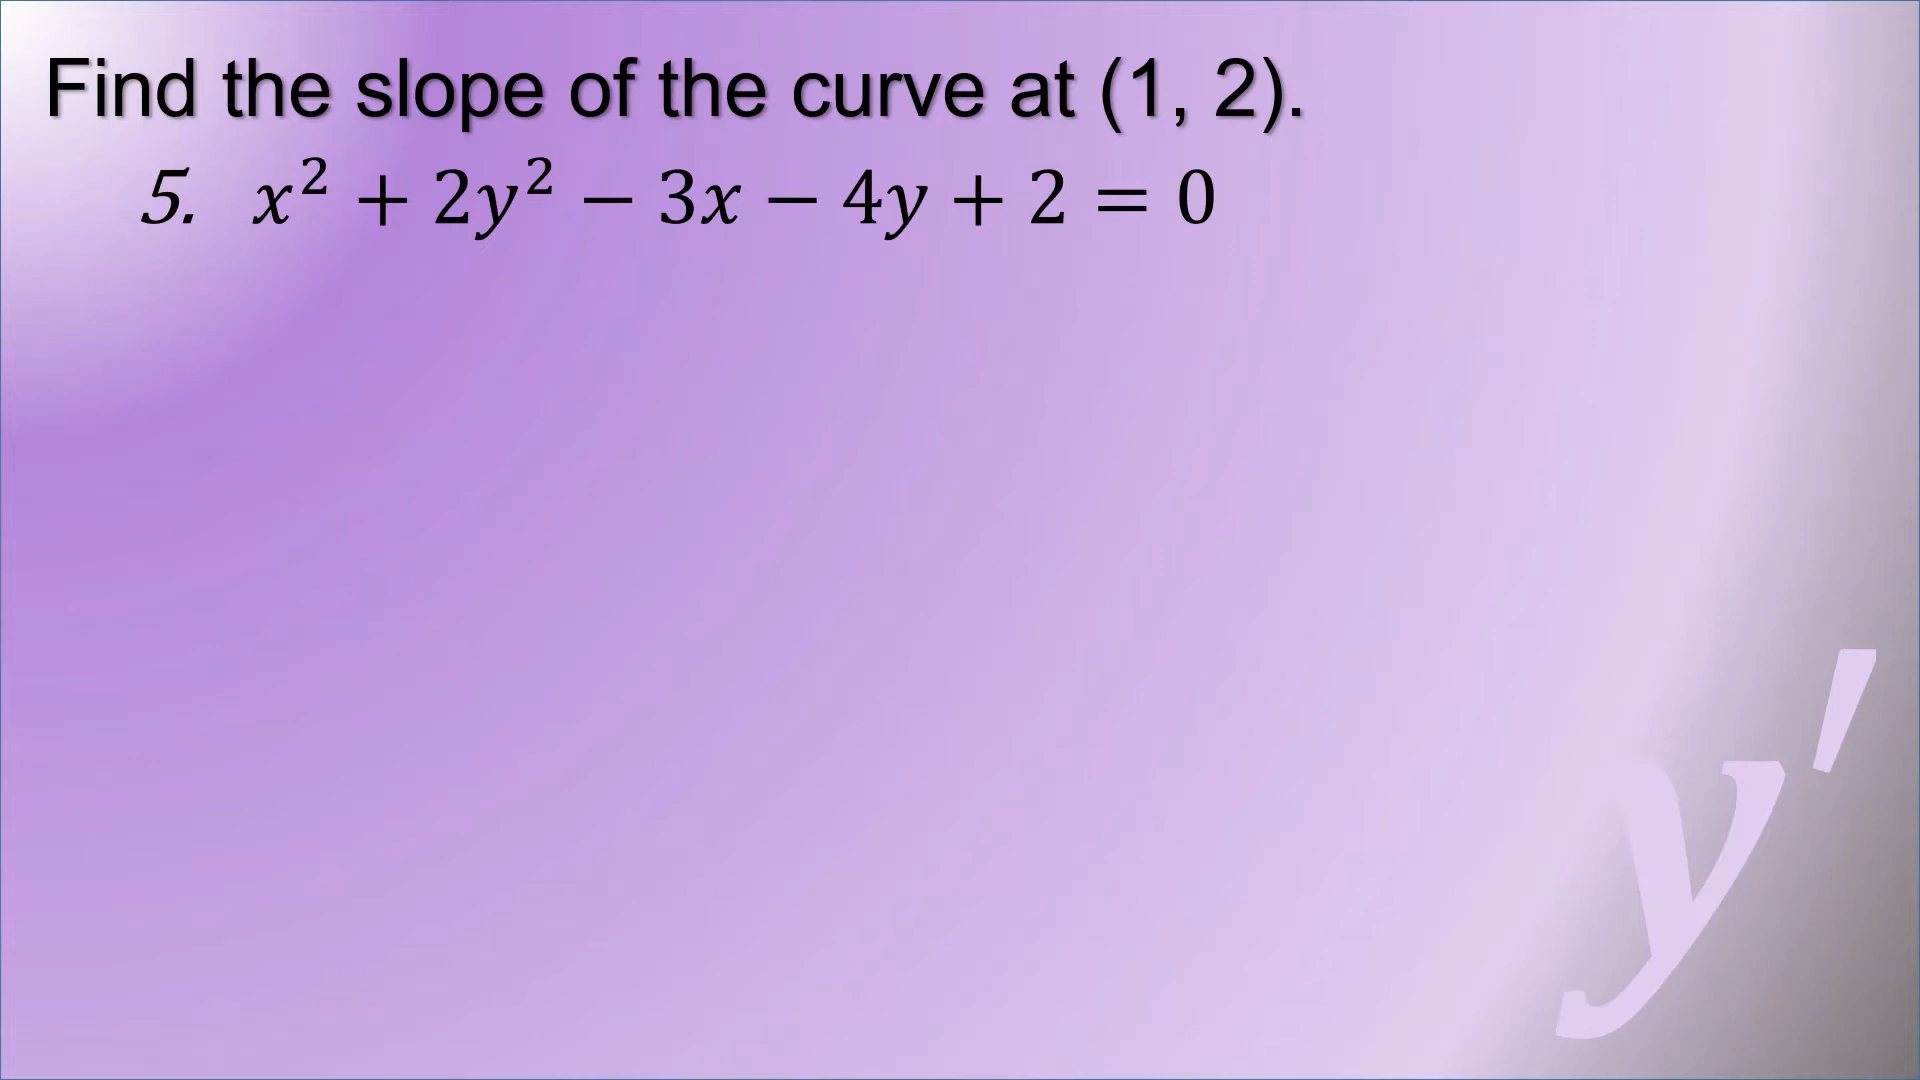 Find the slope of the curve at (1, 2).
5. x² + 2y² − 3x − 4y + 2 = 0
y'